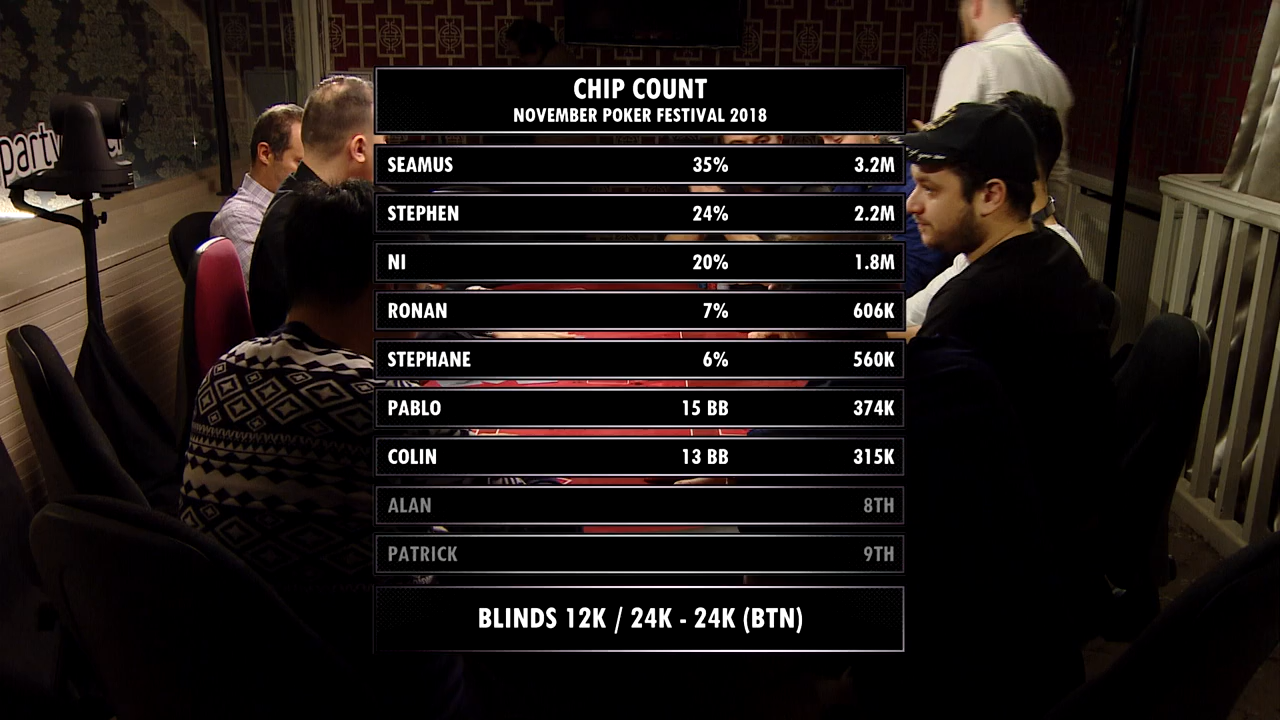 CHIP COUNT
NOVEMBER POKER FESTIVAL 2018
SEAMUS 35% 3.2M
STEPHEN 24% 2.2M
NI 20% 1.8M
RONAN 7% 606K
STEPHANE 6% 560K
PABLO 15 BB 374K
COLIN 13 BB 315K
ALAN 8TH
PATRICK 9TH
BLINDS 12K / 24K - 24K (BTN)
party